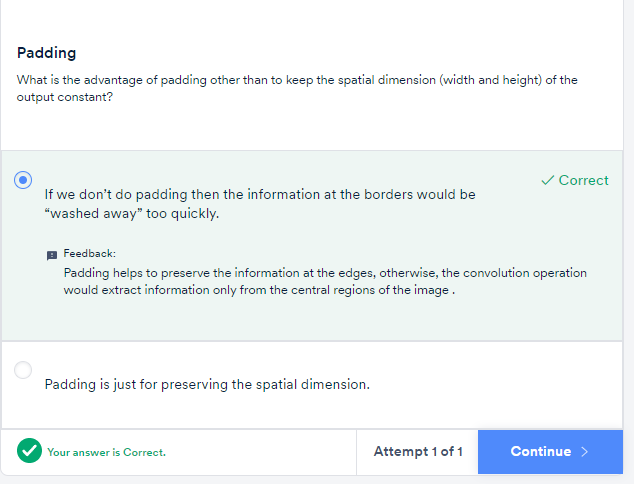 Padding
What is the advantage of padding other than to keep the spatial dimension (width and height) of the
output constant?
Correct
If we don't do padding then the information at the borders would be
“washed away” too quickly.
Feedback:
Padding helps to preserve the information at the edges, otherwise, the convolution operation
would extract information only from the central regions of the image .
Padding is just for preserving the spatial dimension.
Your answer is Correct.
Attempt 1 of 1
Continue